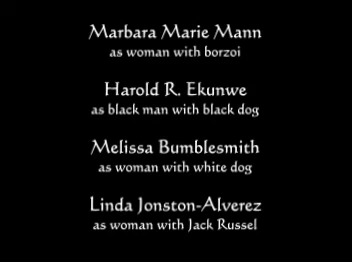 Marbara Marie Mann
as woman with borzoi
Harold R. Ekunwe
as black man with black dog
Melissa Bumblesmith
as woman with white dog
Linda Jonston-Alverez
as woman with Jack Russel